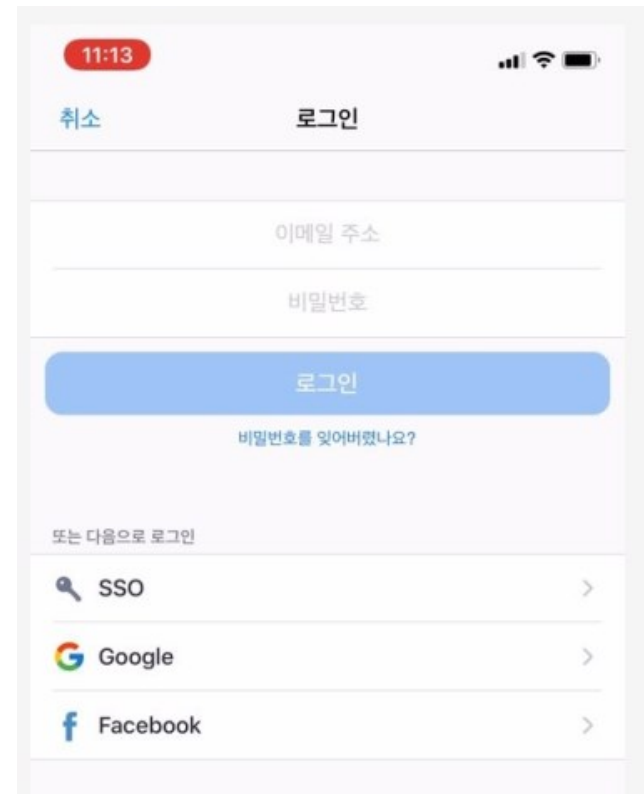 11:13
취소 로그인
이메일 주소
비밀번호
로그인
비밀번호를 잊어버렸나요?
또는 다음으로 로그인
SSO
Google
Facebook